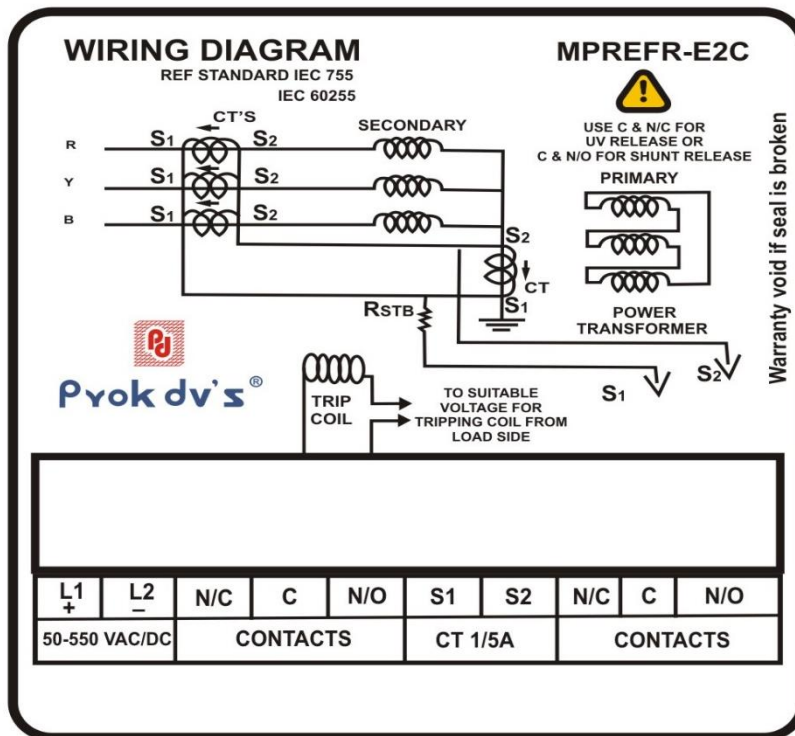 WIRING DIAGRAM
REF STANDARD IEC 755
IEC 60255
MPREFR-E2C
USE C & N/C FOR
UV RELEASE OR
C & N/O FOR SHUNT RELEASE
CT'S
SECONDARY
R S1 S2
Y S1 S2
B S1 S2
S2
CT
S1
RSTB
PRIMARY
POWER
TRANSFORMER
S1
S2
Warranty void if seal is broken
Pd
Pyok dv's®
TRIP
COIL
TO SUITABLE
VOLTAGE FOR
TRIPPING COIL FROM
LOAD SIDE
L1 L2 N/C C N/O S1 S2 N/C C N/O
+ –
50-550 VAC/DC CONTACTS CT 1/5A CONTACTS